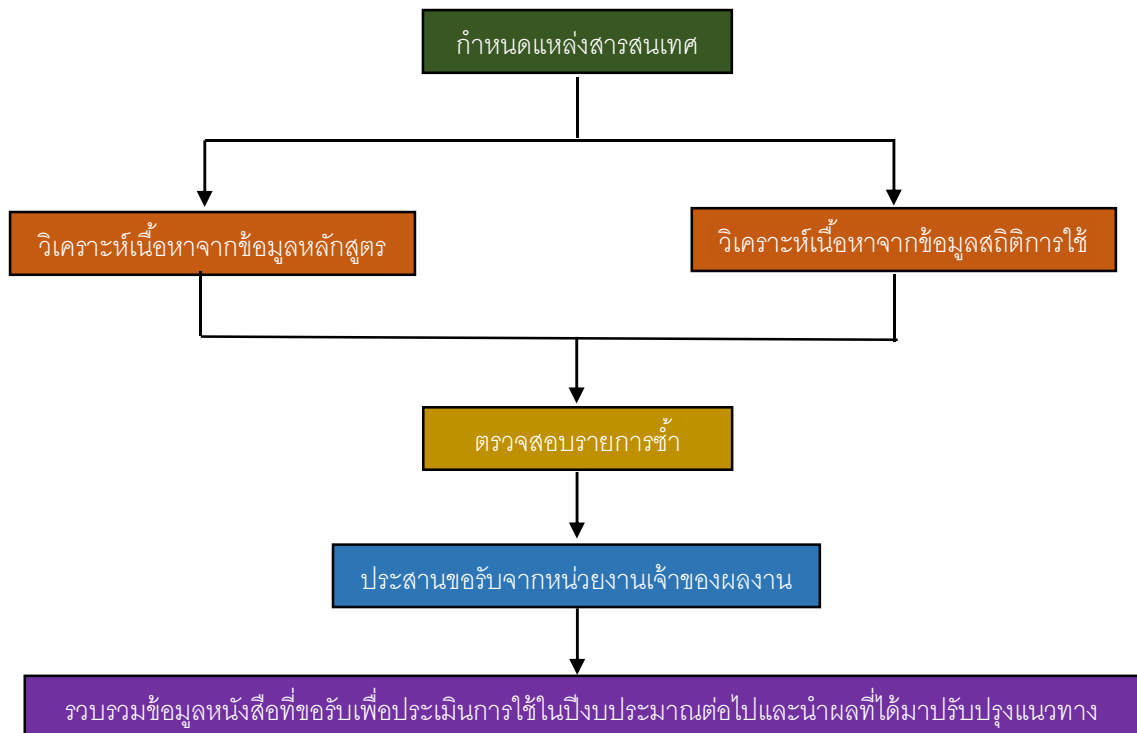 กำหนดแหล่งสารสนเทศ
วิเคราะห์เนื้อหาจากข้อมูลหลักสูตร
วิเคราะห์เนื้อหาจากข้อมูลสถิติการใช้
ตรวจสอบรายการซ้ำ
ประสานขอรับจากหน่วยงานเจ้าของผลงาน
รวบรวมข้อมูลหนังสือที่ขอรับเพื่อประเมินการใช้ในปีงบประมาณต่อไปและนำผลที่ได้มาปรับปรุงแนวทาง